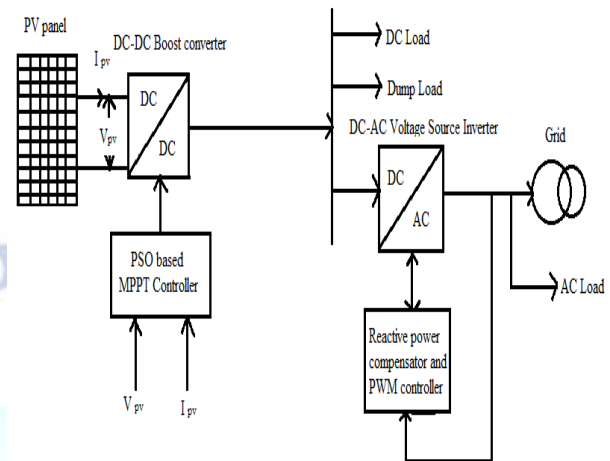 PV panel
DC-DC Boost converter
I pv
V pv
DC
DC
DC Load
Dump Load
DC-AC Voltage Source Inverter
Grid
DC
AC
AC Load
PSO based
MPPT Controller
V pv
I pv
Reactive power
compensator and
PWM controller